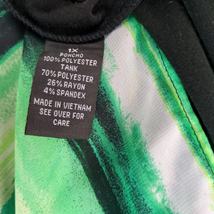 1X
PONCHO
100% POLYESTER
TANK
70% POLYESTER
26% RAYON
4% SPANDEX
MADE IN VIETNAM
SEE OVER FOR
CARE